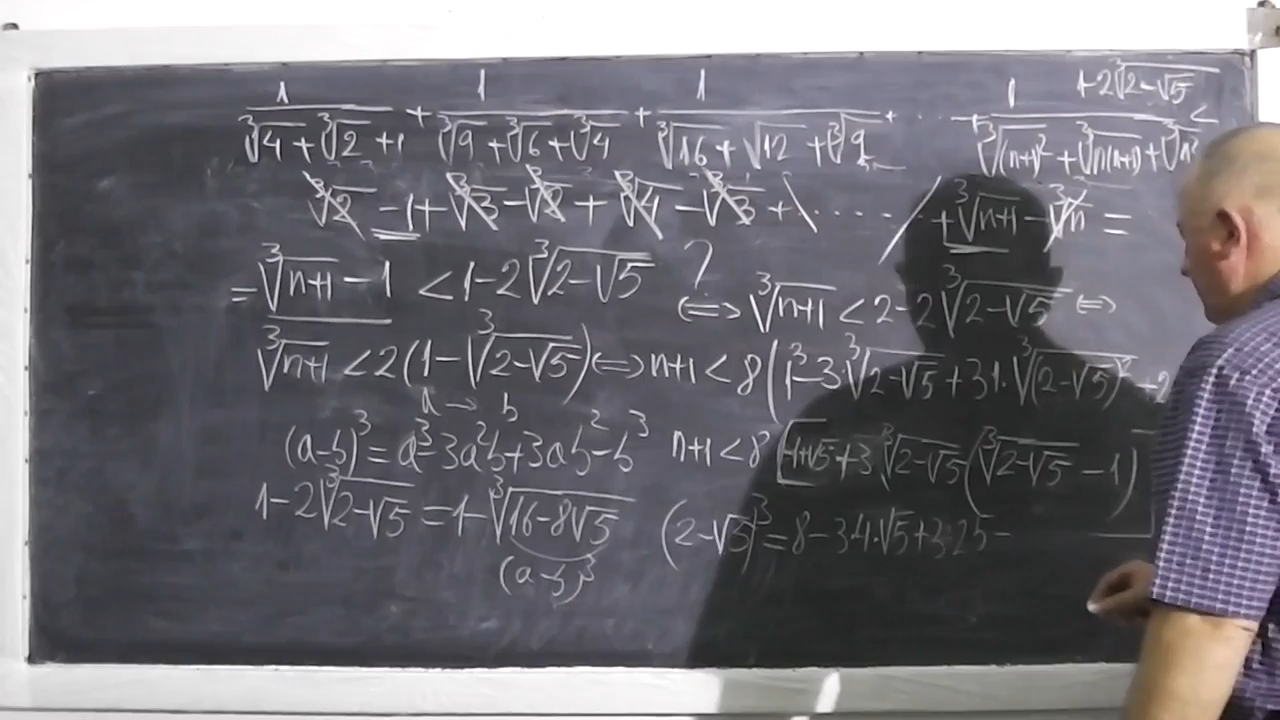 1-2∛(2-√5)
1/(∛4+∛2+1) + 1/(∛9+∛6+∛4) + 1/(∛16+√12+∛9) + ... + 1/(∛(n+1)²+∛n(n+1)+∛n²) <
∛2 -1+∛3-∛2+∛4-∛3+\...../+∛(n+1)-∛n =
=∛(n+1)-1 <1-2∛(2-√5) ?
⟺∛(n+1)<2-2∛(2-√5) ⟺
∛(n+1)<2(1-∛(2-√5))⟺n+1<8(1³-3∛(2-√5)+31.∛(2-√5)²
a → b
(a-b)³=a³-3a²b+3ab²-b³
n+1<8[-1+√5+3∛(2-√5)(∛(2-√5)-1)
1-2∛(2-√5)=1-∛(16-8√5)
(a-b)³
(2-√5)³=8-3.4.√5+3.25-